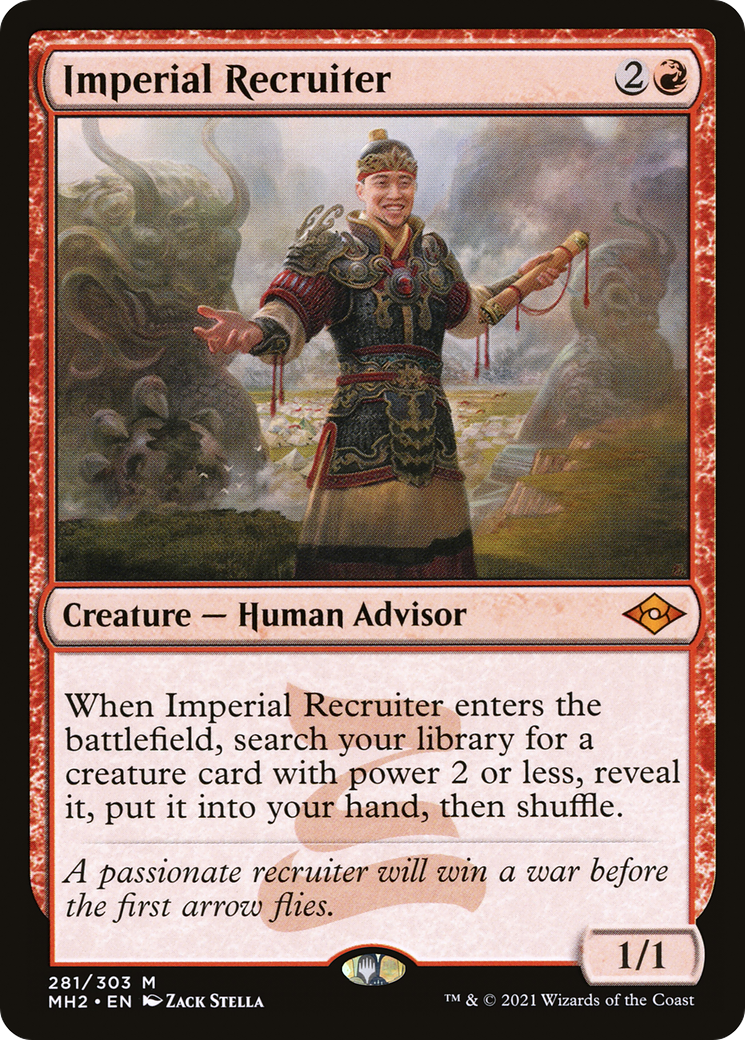 Imperial Recruiter 2
Creature — Human Advisor
When Imperial Recruiter enters the
battlefield, search your library for a
creature card with power 2 or less, reveal
it, put it into your hand, then shuffle.
A passionate recruiter will win a war before
the first arrow flies.
1/1
281/303 M
MH2 • EN Zack Stella
™ & © 2021 Wizards of the Coast